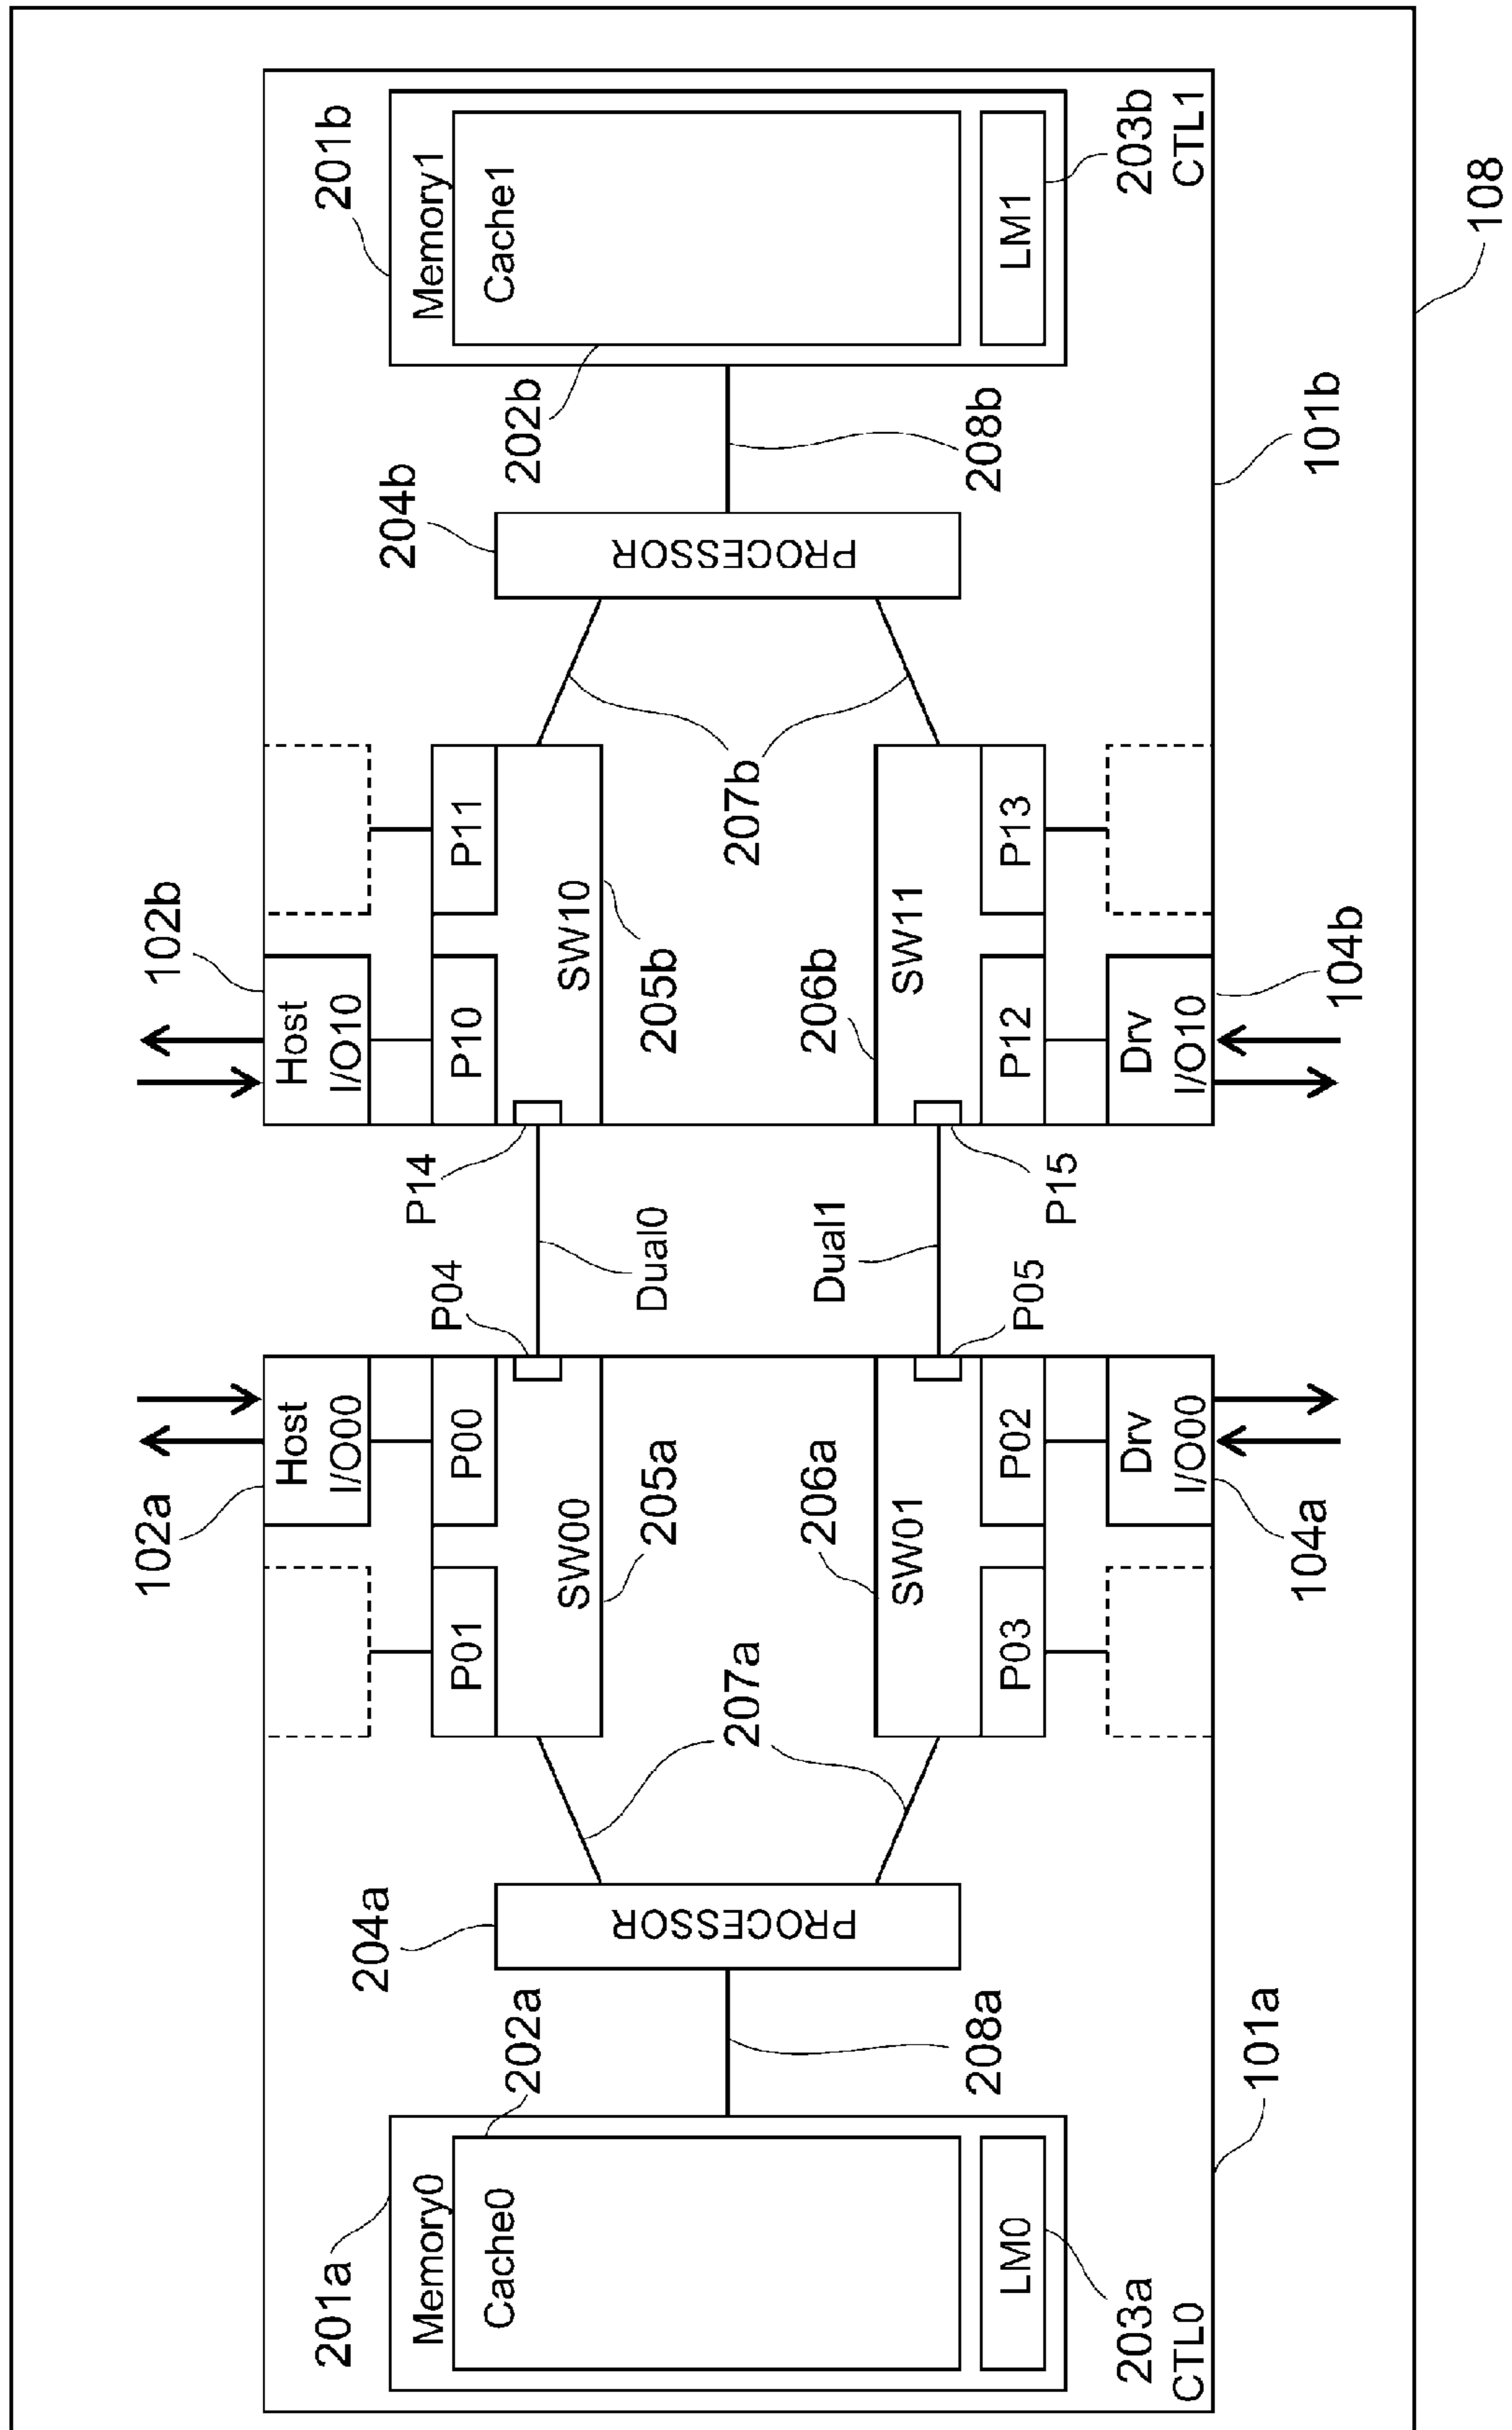 102a
102b
201a
Memory0
Cache0
202a
LM0
203a
CTL0
204a
PROCESSOR
208a
207a
Host
I/O00
P01
P00
SW00
205a
P04
Dual0
P14
206a
SW01
P03
P02
P05
Dual1
P15
Drv
I/O00
104a
101a
Host
I/O10
P10
P11
SW10
205b
206b
SW11
P12
P13
Drv
I/O10
104b
207b
204b
PROCESSOR
208b
202b
201b
Memory1
Cache1
LM1
203b
CTL1
101b
108